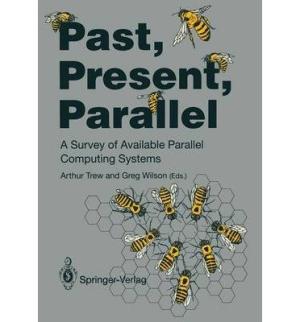 Past,
Present,
Parallel
A Survey of Available Parallel
Computing Systems
Arthur Trew and Greg Wilson (Eds.)
Springer-Verlag